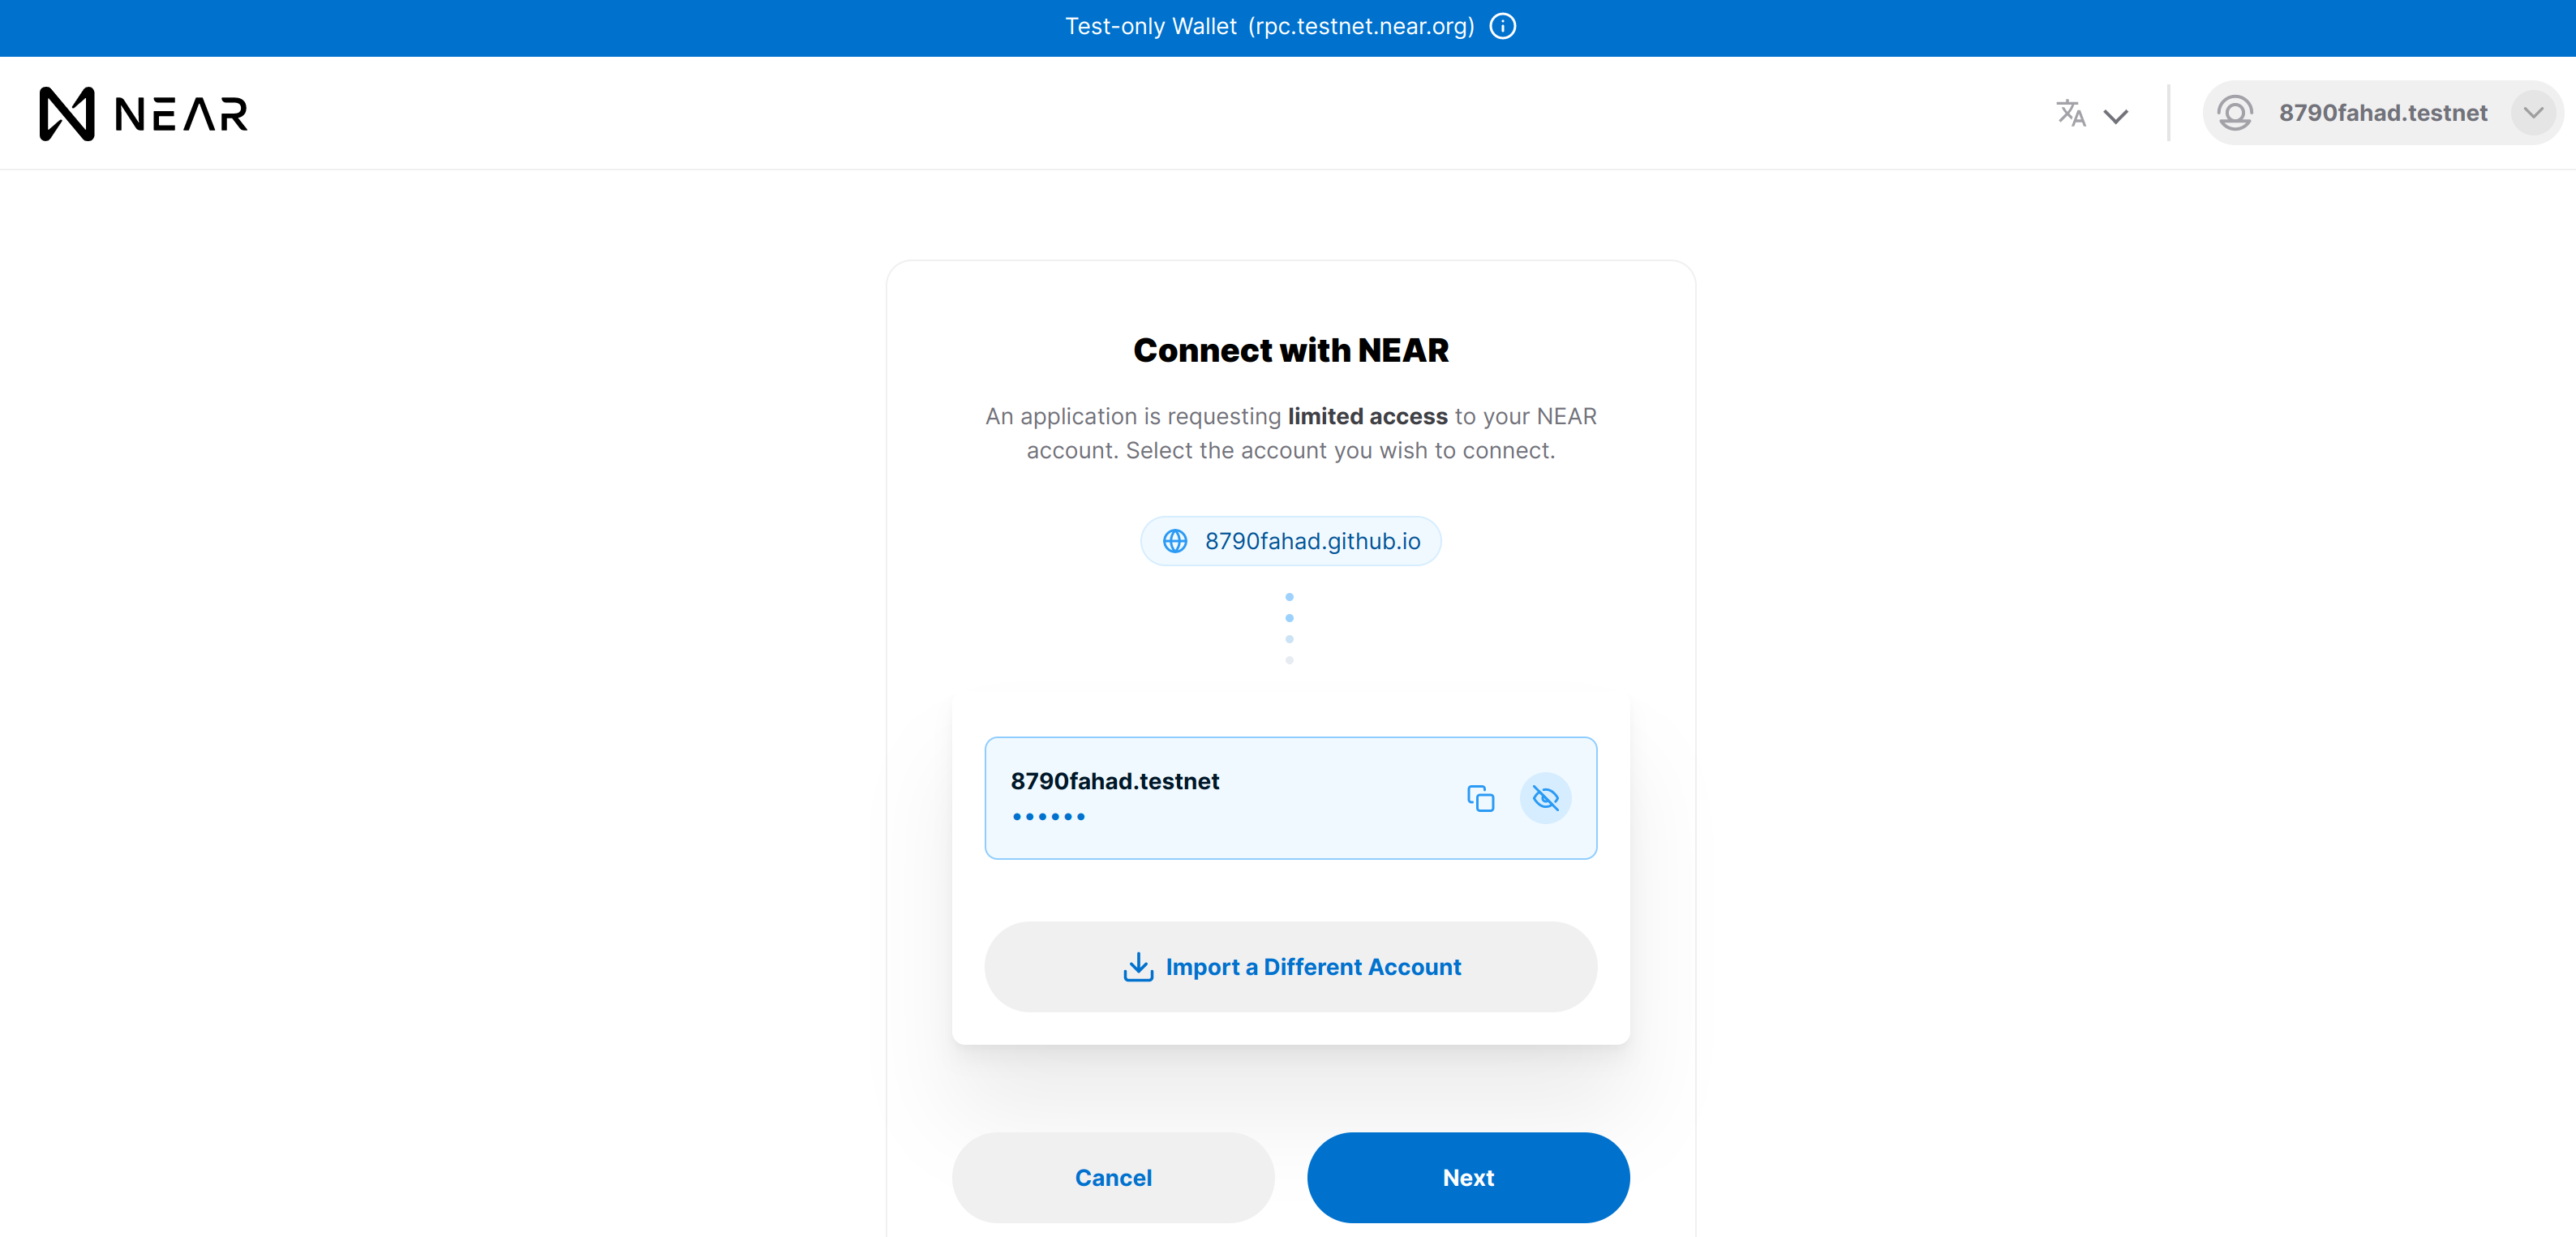 Test-only Wallet (rpc.testnet.near.org)
NEAR
8790fahad.testnet
Connect with NEAR
An application is requesting limited access to your NEAR
account. Select the account you wish to connect.
8790fahad.github.io
8790fahad.testnet
••••••
Import a Different Account
Cancel
Next